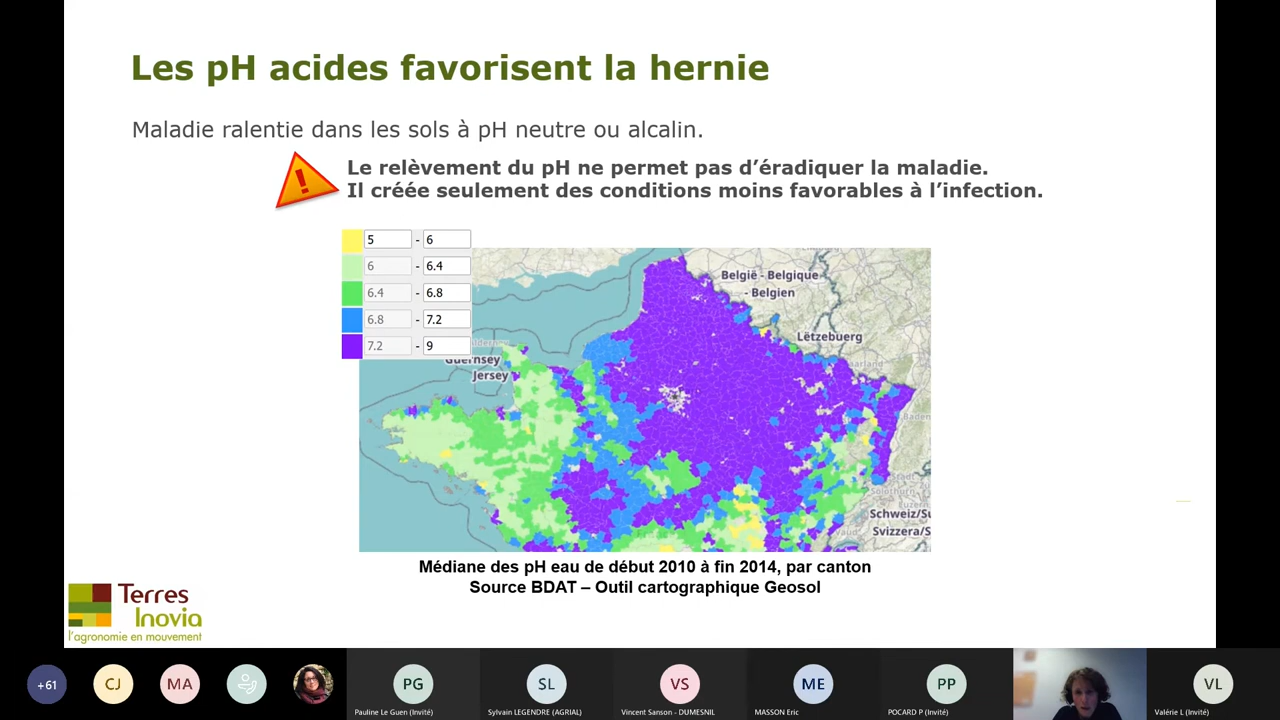 Les pH acides favorisent la hernie
Maladie ralentie dans les sols à pH neutre ou alcalin.
Le relèvement du pH ne permet pas d’éradiquer la maladie.
Il créée seulement des conditions moins favorables à l’infection.
5 - 6
6 - 6.4
6.4 - 6.8
6.8 - 7.2
7.2 - 9
België - Belgique
- Belgien
Lëtzebuerg
Guernsey
Jersey
Schweiz/Su
Svizzera/S
Médiane des pH eau de début 2010 à fin 2014, par canton
Source BDAT – Outil cartographique Geosol
Terres
Inovia
l’agronomie en mouvement
+61
CJ
MA
PG
SL
VS
ME
PP
VL
Pauline Le Guen (Invité)
Sylvain LEGENDRE (AGRIAL)
Vincent Sanson - DUMESNIL
MASSON Eric
POCARD P (Invité)
Valérie L (Invité)